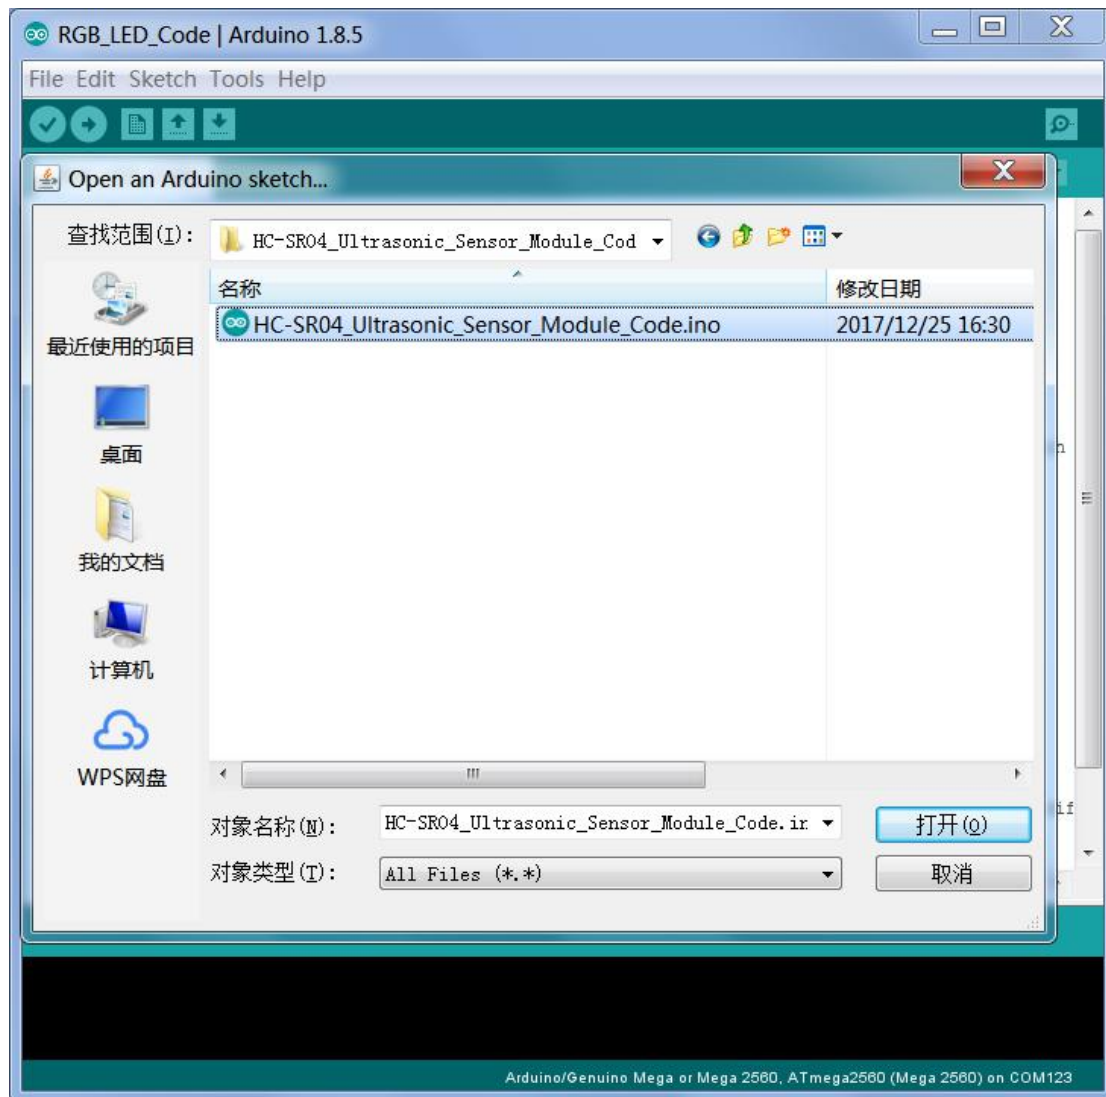 RGB_LED_Code | Arduino 1.8.5
File Edit Sketch Tools Help
Open an Arduino sketch...
查找范围(I): HC-SR04_Ultrasonic_Sensor_Module_Cod
名称 修改日期
HC-SR04_Ultrasonic_Sensor_Module_Code.ino 2017/12/25 16:30
最近使用的项目
桌面
n
我的文档
计算机
WPS网盘
对象名称(N): HC-SR04_Ultrasonic_Sensor_Module_Code.in 打开(O)
if
对象类型(T): All Files (*.*) 取消
Arduino/Genuino Mega or Mega 2560, ATmega2560 (Mega 2560) on COM123